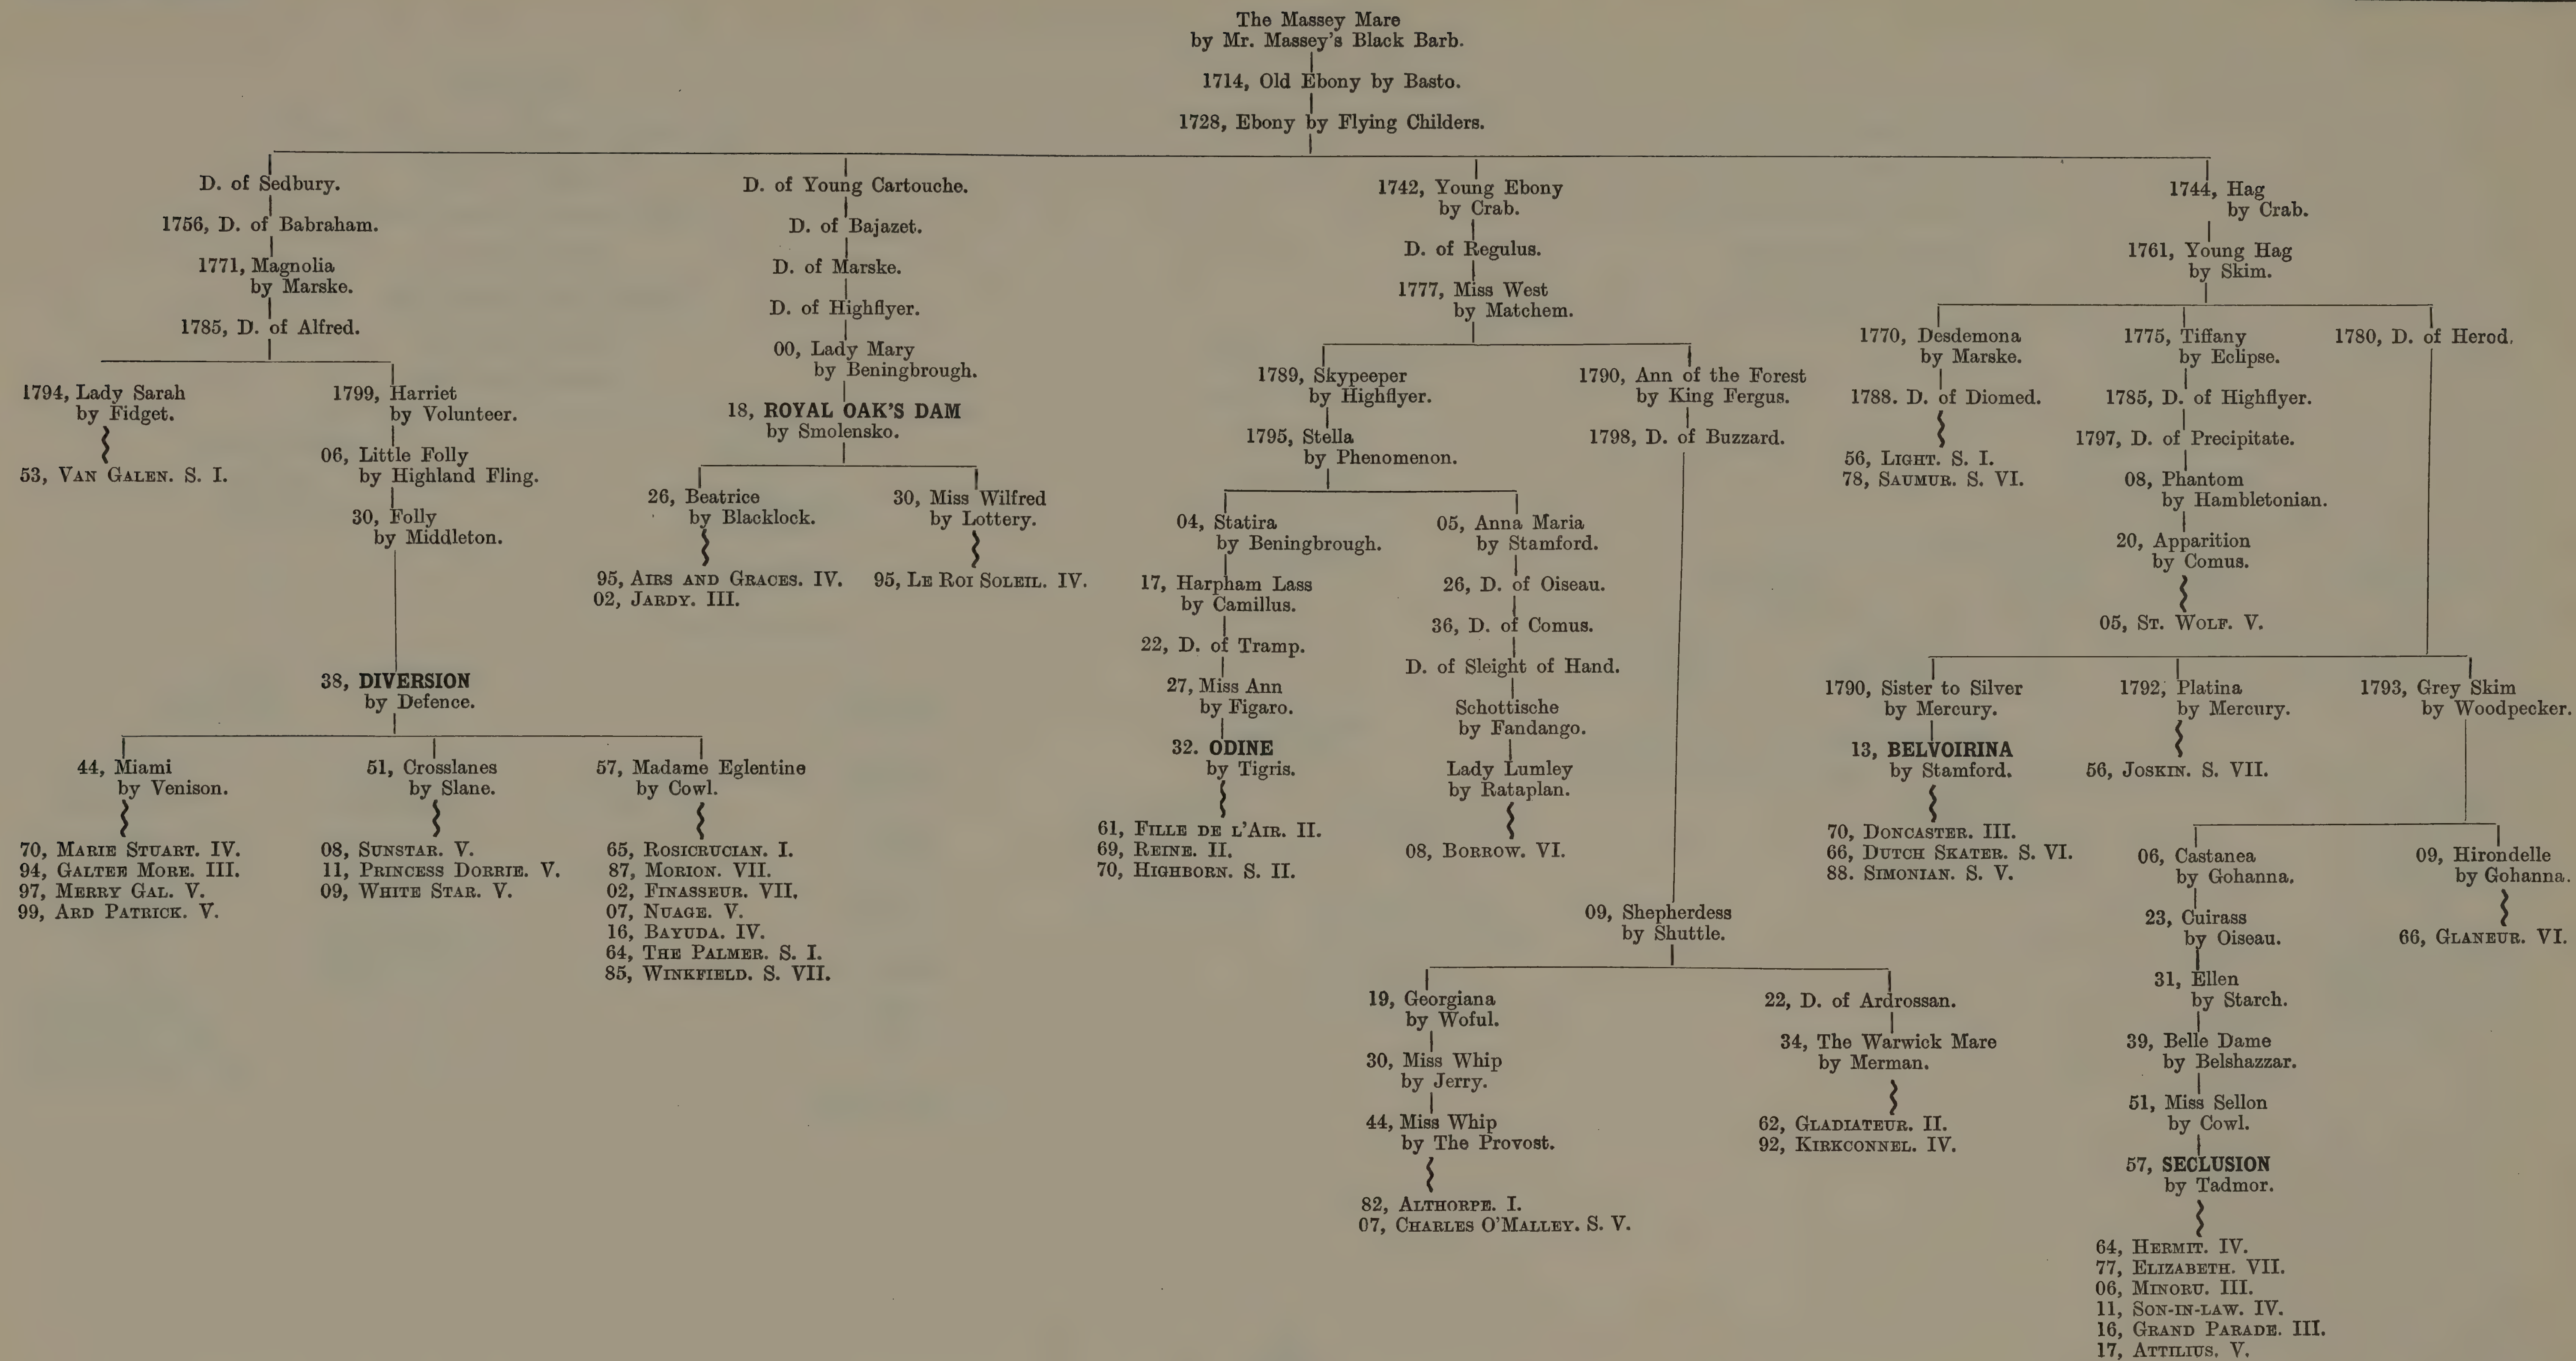 The Massey Mare
by Mr. Massey's Black Barb.
1714, Old Ebony by Basto.
1728, Ebony by Flying Childers.
D. of Sedbury.
1756, D. of Babraham.
1771, Magnolia
by Marske.
1785, D. of Alfred.
1794, Lady Sarah
by Fidget.
53, VAN GALEN. S. I.
1799, Harriet
by Volunteer.
06, Little Folly
by Highland Fling.
30, Folly
by Middleton.
38, DIVERSION
by Defence.
44, Miami
by Venison.
70, MARIE STUART. IV.
94, GALTEE MORE. III.
97, MERRY GAL. V.
99, ARD PATRICK. V.
51, Crosslanes
by Slane.
08, SUNSTAR. V.
11, PRINCESS DORRIE. V.
09, WHITE STAR. V.
57, Madame Eglentine
by Cowl.
65, ROSICRUCIAN. I.
87, MORION. VII.
02, FINASSEUR. VII.
07, NUAGE. V.
16, BAYUDA. IV.
64, THE PALMER. S. I.
85, WINKFIELD. S. VII.
D. of Young Cartouche.
D. of Bajazet.
D. of Marske.
D. of Highflyer.
00, Lady Mary
by Beningbrough.
18, ROYAL OAK'S DAM
by Smolensko.
26, Beatrice
by Blacklock.
95, AIRS AND GRACES. IV.
02, JARDY. III.
30, Miss Wilfred
by Lottery.
95, LE ROI SOLEIL. IV.
1742, Young Ebony
by Crab.
D. of Regulus.
1777, Miss West
by Matchem.
1789, Skypeeper
by Highflyer.
1795, Stella
by Phenomenon.
04, Statira
by Beningbrough.
17, Harpham Lass
by Camillus.
22, D. of Tramp.
27, Miss Ann
by Figaro.
32. ODINE
by Tigris.
61, FILLE DE L'AIR. II.
69, REINE. II.
70, HIGHBORN. S. II.
05, Anna Maria
by Stamford.
26, D. of Oiseau.
36, D. of Comus.
D. of Sleight of Hand.
Schottische
by Fandango.
Lady Lumley
by Rataplan.
08, BORROW. VI.
1790, Ann of the Forest
by King Fergus.
1798, D. of Buzzard.
09, Shepherdess
by Shuttle.
19, Georgiana
by Woful.
30, Miss Whip
by Jerry.
44, Miss Whip
by The Provost.
82, ALTHORPE. I.
07, CHARLES O'MALLEY. S. V.
22, D. of Ardrossan.
34, The Warwick Mare
by Merman.
62, GLADIATEUR. II.
92, KIRKCONNEL. IV.
1744, Hag
by Crab.
1761, Young Hag
by Skim.
1770, Desdemona
by Marske.
1788. D. of Diomed.
56, LIGHT. S. I.
78, SAUMUR. S. VI.
1775, Tiffany
by Eclipse.
1785, D. of Highflyer.
1797, D. of Precipitate.
08, Phantom
by Hambletonian.
20, Apparition
by Comus.
05, ST. WOLF. V.
1780, D. of Herod.
1790, Sister to Silver
by Mercury.
13, BELVOIRINA
by Stamford.
70, DONCASTER. III.
66, DUTCH SKATER. S. VI.
88. SIMONIAN. S. V.
1792, Platina
by Mercury.
56, JOSKIN. S. VII.
1793, Grey Skim
by Woodpecker.
06, Castanea
by Gohanna.
23, Cuirass
by Oiseau.
31, Ellen
by Starch.
39, Belle Dame
by Belshazzar.
51, Miss Sellon
by Cowl.
57, SECLUSION
by Tadmor.
64, HERMIT. IV.
77, ELIZABETH. VII.
06, MINORU. III.
11, SON-IN-LAW. IV.
16, GRAND PARADE. III.
17, ATTILIUS. V.
09, Hirondelle
by Gohanna.
66, GLANEUR. VI.